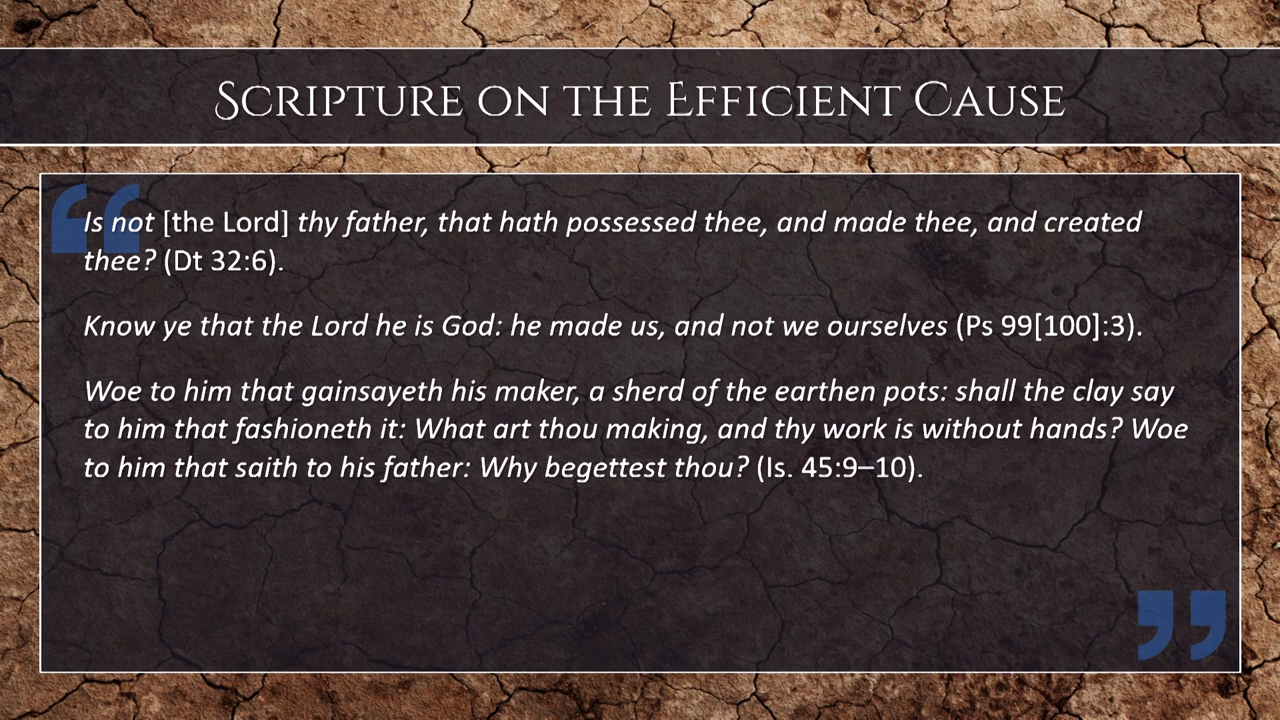 Scripture on the Efficient Cause
“
Is not [the Lord] thy father, that hath possessed thee, and made thee, and created
thee? (Dt 32:6).
Know ye that the Lord he is God: he made us, and not we ourselves (Ps 99[100]:3).
Woe to him that gainsayeth his maker, a sherd of the earthen pots: shall the clay say
to him that fashioneth it: What art thou making, and thy work is without hands? Woe
to him that saith to his father: Why begettest thou? (Is. 45:9–10).
”